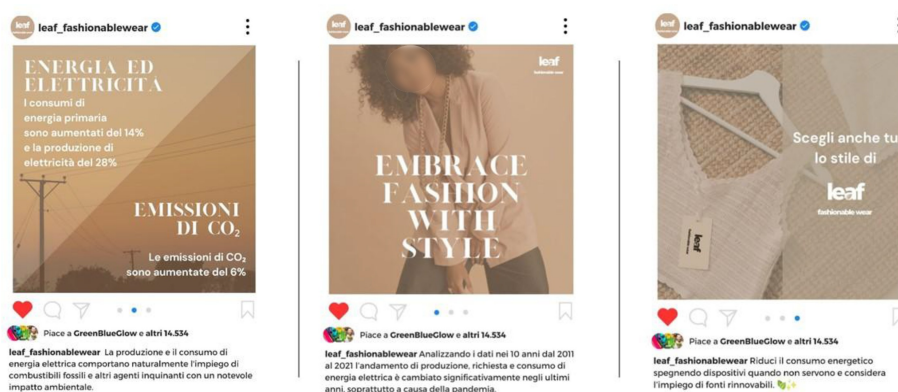 leaf_fashionablewear
ENERGIA ED
ELETTRICITÀ
I consumi di
energia primaria
sono aumentati del 14%
e la produzione di
elettricità del 28%
EMISSIONI
DI CO₂
Le emissioni di CO₂
sono aumentate del 6%
Piace a GreenBlueGlow e altri 14.534
leaf_fashionablewear La produzione e il consumo di
energia elettrica comportano naturalmente l'impiego di
combustibili fossili e altri agenti inquinanti con un notevole
impatto ambientale.
leaf_fashionablewear
leaf
fashionable wear
EMBRACE
FASHION
WITH
STYLE
Piace a GreenBlueGlow e altri 14.534
leaf_fashionablewear Analizzando i dati nei 10 anni dal 2011
al 2021 l'andamento di produzione, richiesta e consumo di
energia elettrica è cambiato significativamente negli ultimi
anni, soprattutto a causa della pandemia.
leaf_fashionablewear
Scegli anche tu
lo stile di
leaf
fashionable wear
leaf
Piace a GreenBlueGlow e altri 14.534
leaf_fashionablewear Riduci il consumo energetico
spegnendo dispositivi quando non servono e considera
l'impiego di fonti rinnovabili.